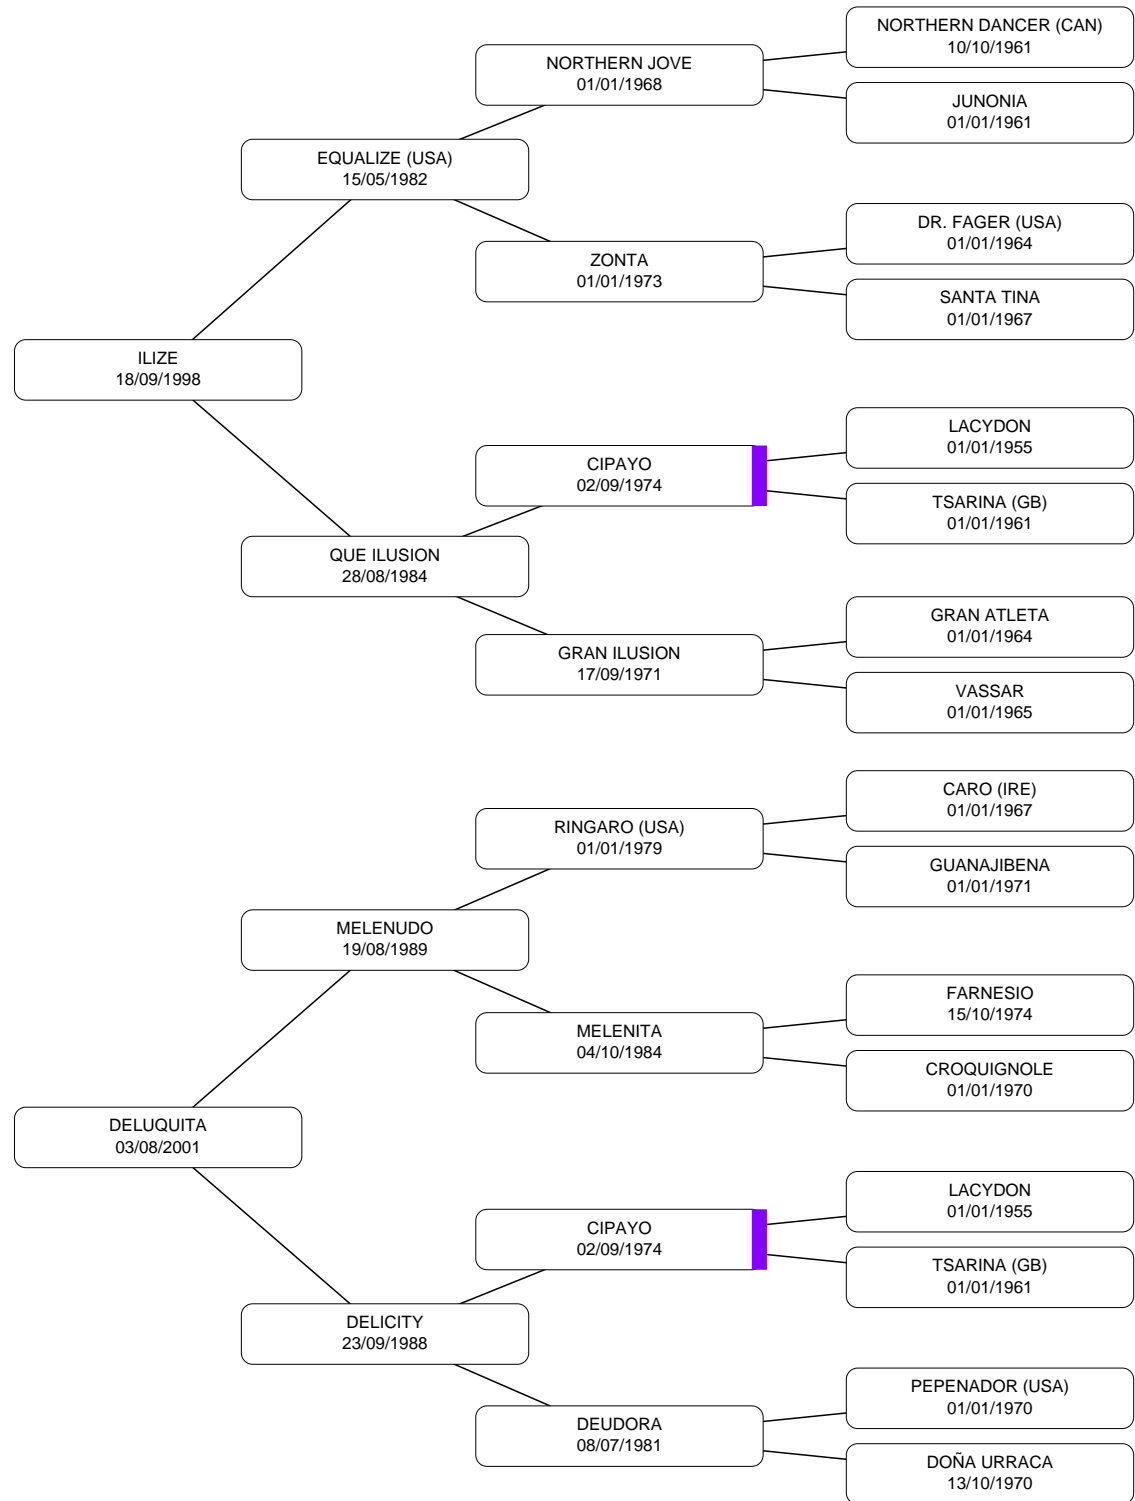 NORTHERN DANCER (CAN)
10/10/1961
NORTHERN JOVE
01/01/1968
JUNONIA
01/01/1961
EQUALIZE (USA)
15/05/1982
DR. FAGER (USA)
01/01/1964
ZONTA
01/01/1973
SANTA TINA
01/01/1967
ILIZE
18/09/1998
LACYDON
01/01/1955
CIPAYO
02/09/1974
TSARINA (GB)
01/01/1961
QUE ILUSION
28/08/1984
GRAN ATLETA
01/01/1964
GRAN ILUSION
17/09/1971
VASSAR
01/01/1965
CARO (IRE)
01/01/1967
RINGARO (USA)
01/01/1979
GUANAJIBENA
01/01/1971
MELENUDO
19/08/1989
FARNESIO
15/10/1974
MELENITA
04/10/1984
CROQUIGNOLE
01/01/1970
DELUQUITA
03/08/2001
LACYDON
01/01/1955
CIPAYO
02/09/1974
TSARINA (GB)
01/01/1961
DELICITY
23/09/1988
PEPENADOR (USA)
01/01/1970
DEUDORA
08/07/1981
DOÑA URRACA
13/10/1970